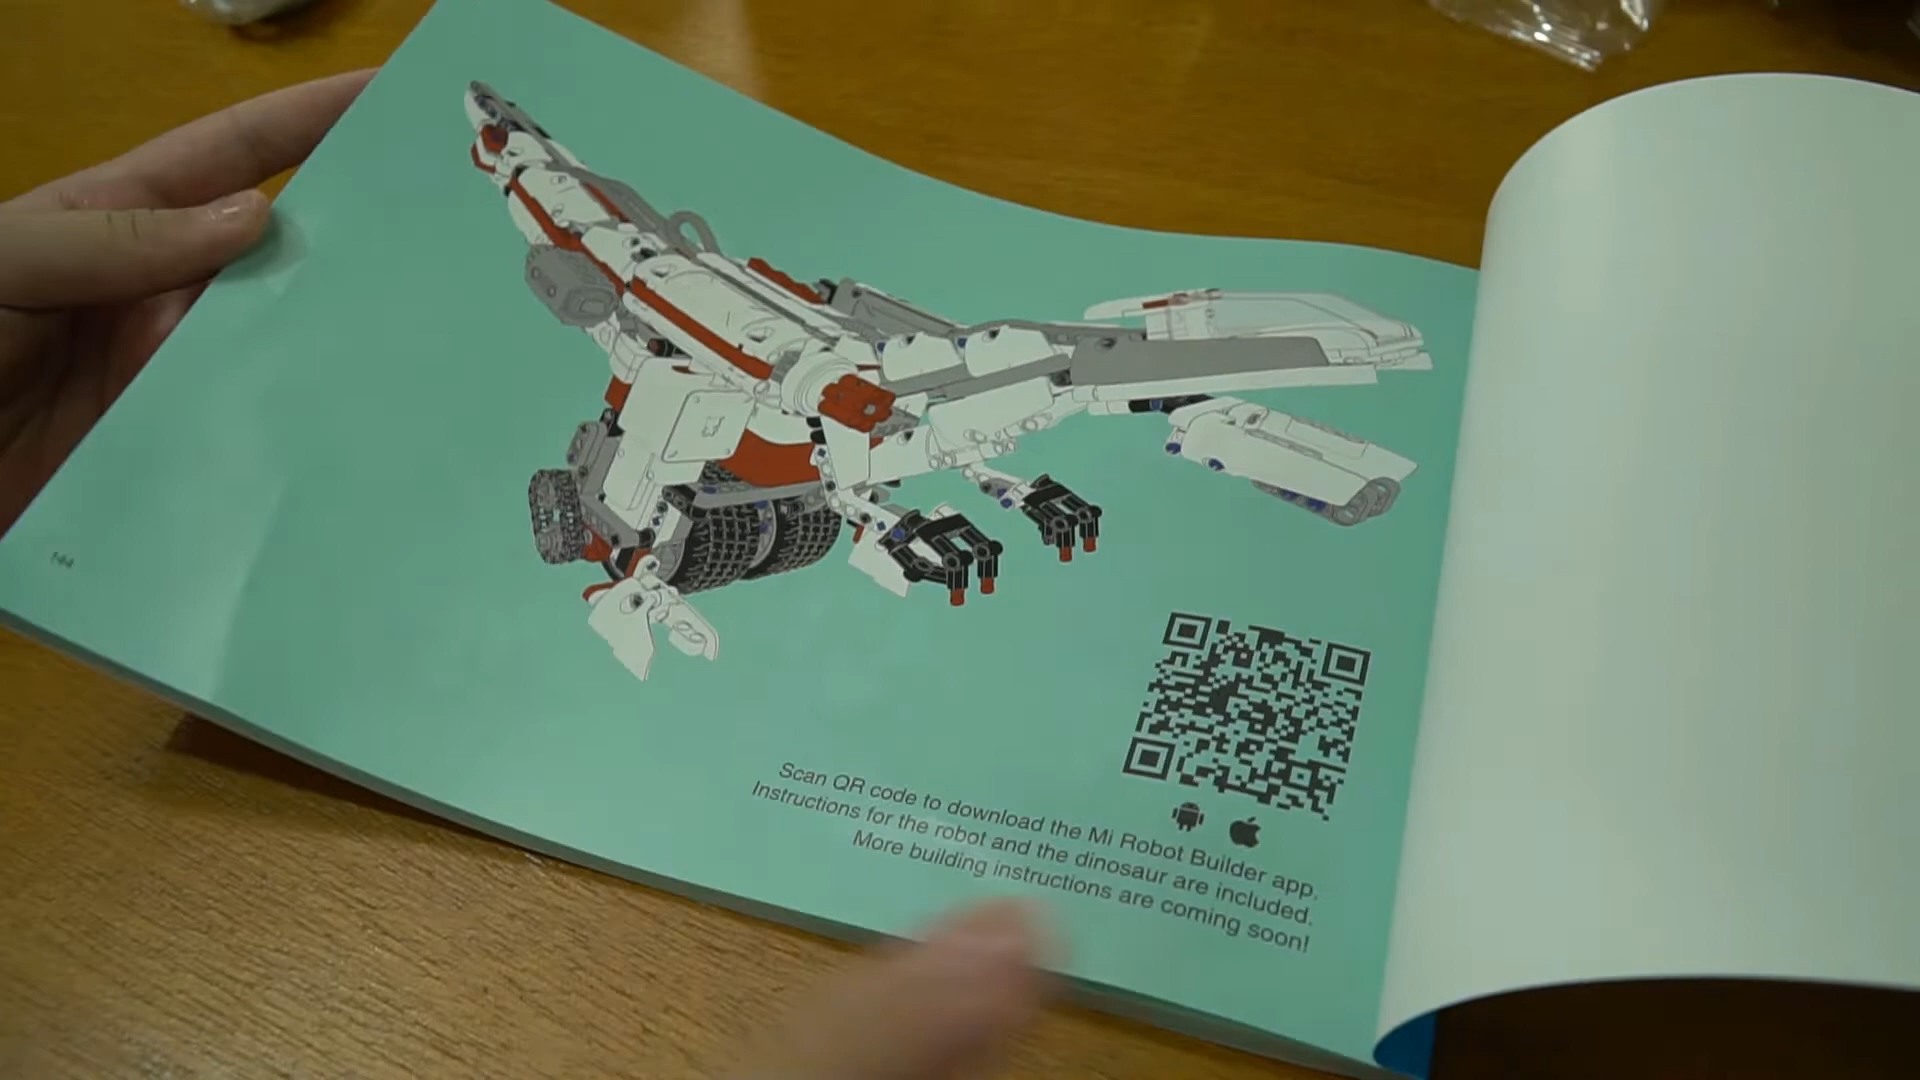 144
Scan QR code to download the Mi Robot Builder app.
Instructions for the robot and the dinosaur are included.
More building instructions are coming soon!